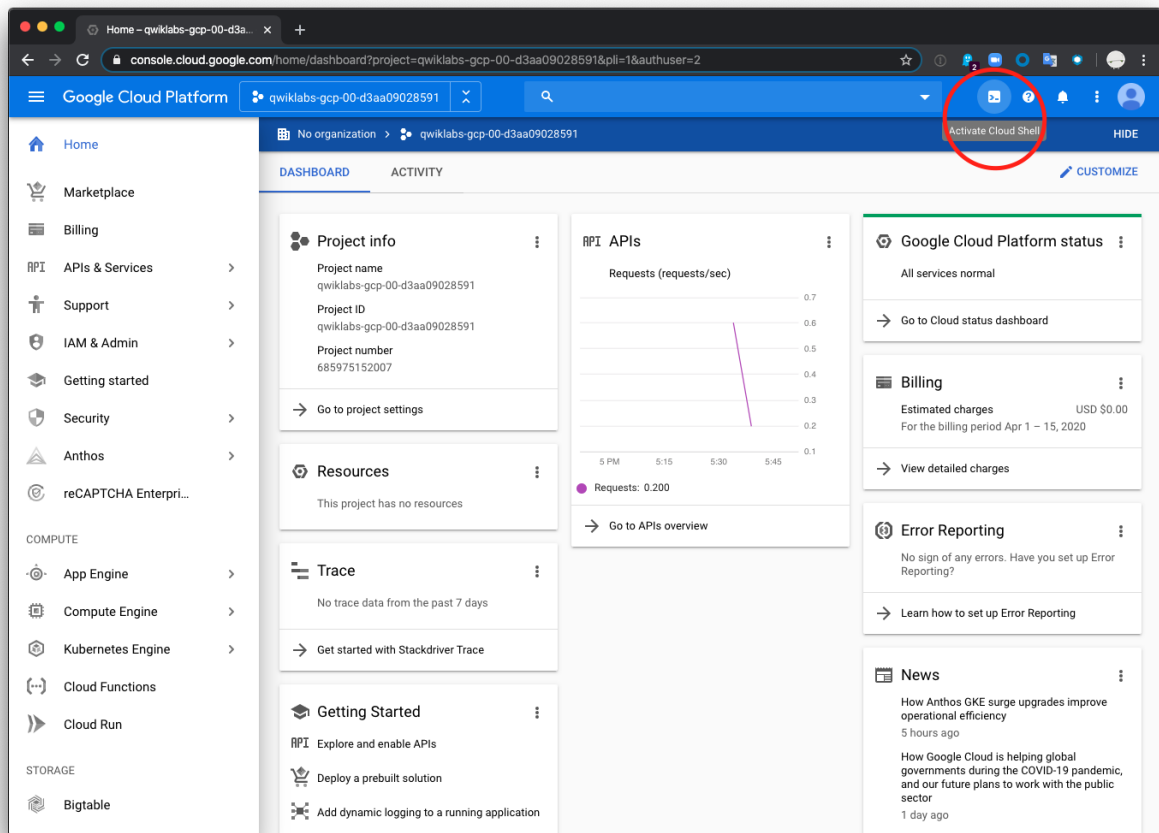 Home – qwiklabs-gcp-00-d3a...
console.cloud.google.com/home/dashboard?project=qwiklabs-gcp-00-d3aa09028591&pli=1&authuser=2
2
Google Cloud Platform
qwiklabs-gcp-00-d3aa09028591
Activate Cloud Shell
No organization > qwiklabs-gcp-00-d3aa09028591
HIDE
Home
Marketplace
Billing
API APIs & Services
Support
IAM & Admin
Getting started
Security
Anthos
reCAPTCHA Enterpri...
COMPUTE
App Engine
Compute Engine
Kubernetes Engine
Cloud Functions
Cloud Run
STORAGE
Bigtable
DASHBOARD
ACTIVITY
CUSTOMIZE
Project info
Project name
qwiklabs-gcp-00-d3aa09028591
Project ID
qwiklabs-gcp-00-d3aa09028591
Project number
685975152007
Go to project settings
Resources
This project has no resources
Trace
No trace data from the past 7 days
Get started with Stackdriver Trace
Getting Started
API Explore and enable APIs
Deploy a prebuilt solution
Add dynamic logging to a running application
API APIs
Requests (requests/sec)
0.7
0.6
0.5
0.4
0.3
0.2
0.1
5 PM 5:15 5:30 5:45
Requests: 0.200
Go to APIs overview
Google Cloud Platform status
All services normal
Go to Cloud status dashboard
Billing
Estimated charges USD $0.00
For the billing period Apr 1 – 15, 2020
View detailed charges
Error Reporting
No sign of any errors. Have you set up Error
Reporting?
Learn how to set up Error Reporting
News
How Anthos GKE surge upgrades improve
operational efficiency
5 hours ago
How Google Cloud is helping global
governments during the COVID-19 pandemic,
and our future plans to work with the public
sector
1 day ago